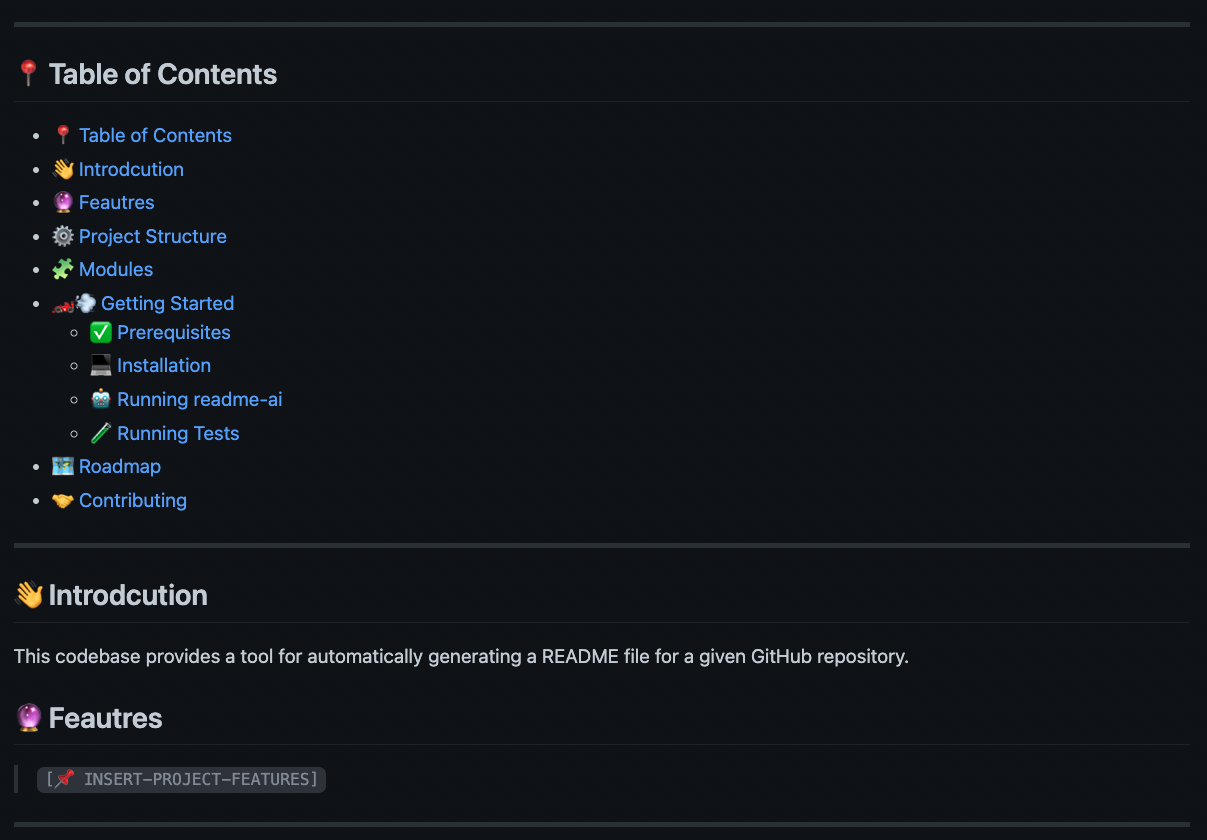 📍 Table of Contents
📍 Table of Contents
👋 Introdcution
🔮 Feautres
⚙️ Project Structure
🧩 Modules
🏎💨 Getting Started
✅ Prerequisites
💻 Installation
🤖 Running readme-ai
🧪 Running Tests
🗺 Roadmap
🤝 Contributing
👋 Introdcution
This codebase provides a tool for automatically generating a README file for a given GitHub repository.
🔮 Feautres
[📌 INSERT-PROJECT-FEATURES]